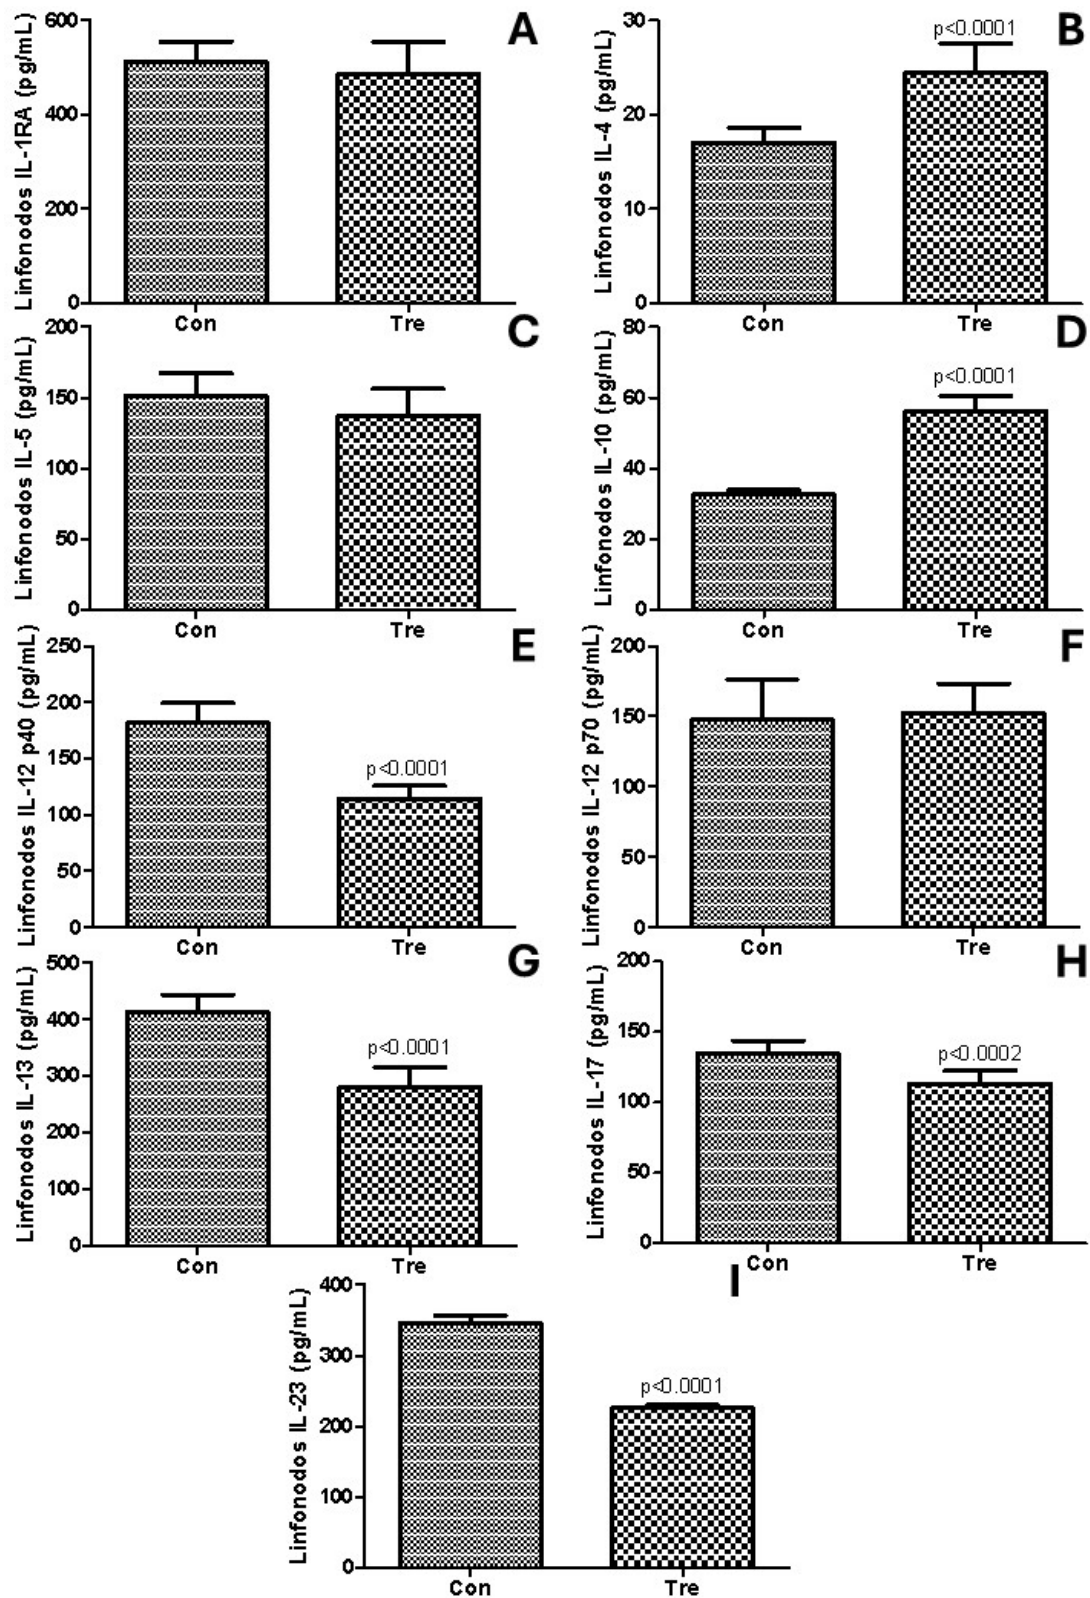 A
Linfonodos IL-1RA (pg/mL)
600
400
200
0
Con
Tre
B
Linfonodos IL-4 (pg/mL)
30
20
10
0
p<0.0001
Con
Tre
C
Linfonodos IL-5 (pg/mL)
200
150
100
50
0
Con
Tre
D
Linfonodos IL-10 (pg/mL)
80
60
40
20
0
p<0.0001
Con
Tre
E
Linfonodos IL-12 p40 (pg/mL)
250
200
150
100
50
0
p<0.0001
Con
Tre
F
Linfonodos IL-12 p70 (pg/mL)
200
150
100
50
0
Con
Tre
G
Linfonodos IL-13 (pg/mL)
500
400
300
200
100
0
p<0.0001
Con
Tre
H
Linfonodos IL-17 (pg/mL)
200
150
100
50
0
p<0.0002
Con
Tre
I
Linfonodos IL-23 (pg/mL)
400
300
200
100
0
p<0.0001
Con
Tre